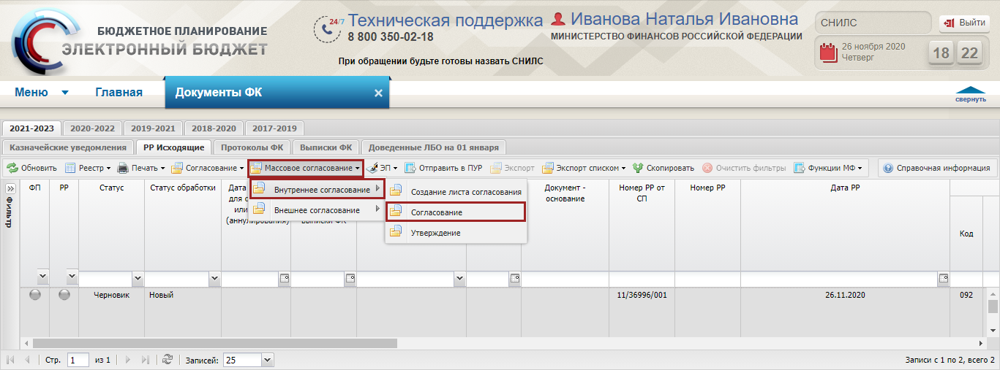 БЮДЖЕТНОЕ ПЛАНИРОВАНИЕ
ЭЛЕКТРОННЫЙ БЮДЖЕТ
24/7 Техническая поддержка
8 800 350-02-18
При обращении будьте готовы назвать СНИЛС
Иванова Наталья Ивановна
МИНИСТЕРСТВО ФИНАНСОВ РОССИЙСКОЙ ФЕДЕРАЦИИ
СНИЛС
Выйти
26 ноября 2020
Четверг
18 22
Меню Главная Документы ФК
свернуть
2021-2023 2020-2022 2019-2021 2018-2020 2017-2019
Казначейские уведомления РР Исходящие Протоколы ФК Выписки ФК Доведенные ЛБО на 01 января
Обновить Реестр Печать Согласование Массовое согласование ЭП Отправить в ПУР Экспорт Экспорт списком Скопировать Очистить фильтры Функции МФ Справочная информация
Внутреннее согласование
Внешнее согласование
Создание листа согласования
Согласование
Утверждение
Фильтр
ФП РР Статус Статус обработки Дата
для о
или
(аннулирования)
выписки ФК
Документ -
основание
Номер РР от
СП
Номер РР Дата РР
Код
Черновик Новый 11/36996/001 26.11.2020 092
Стр. 1 из 1 Записей: 25 Записи с 1 по 2, всего 2